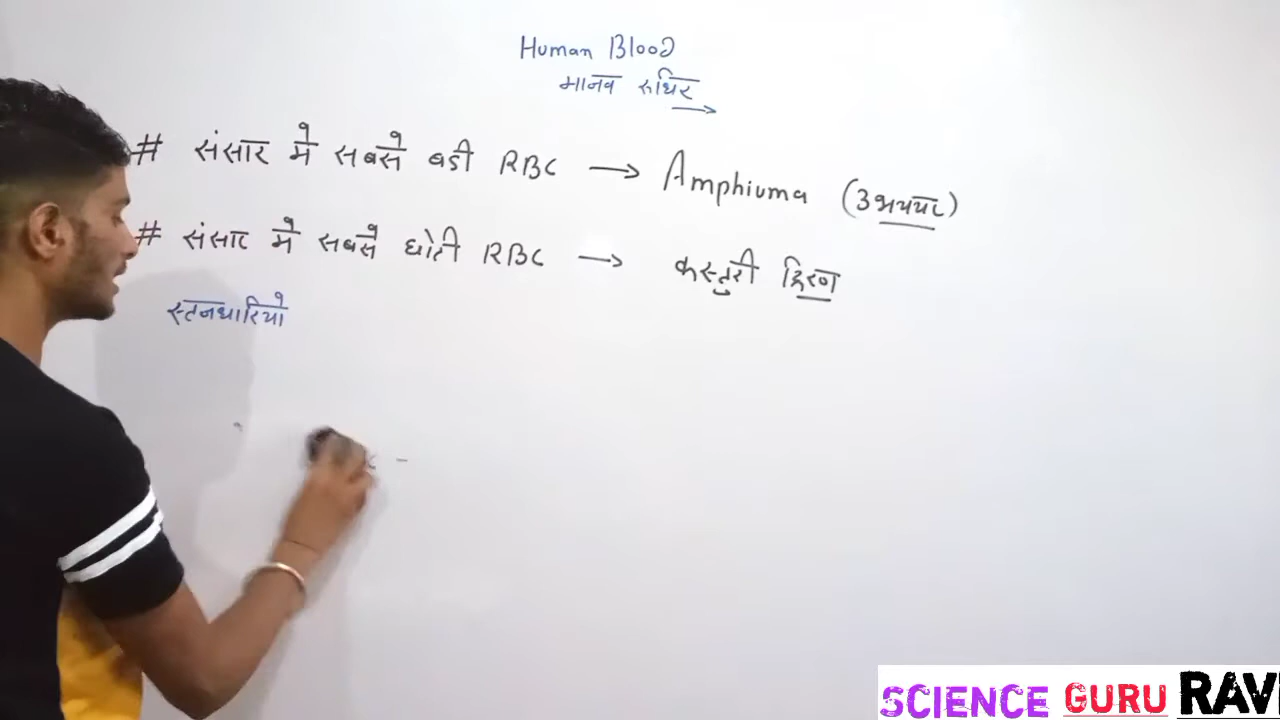 Human Blood
मानव रूधिर
# संसार में सबसे बडी RBC → Amphiuma (उभयचर)
# संसार में सबसे छोटी RBC → कस्तुरी हिरण
स्तनधारियों
SCIENCE GURU RAVI